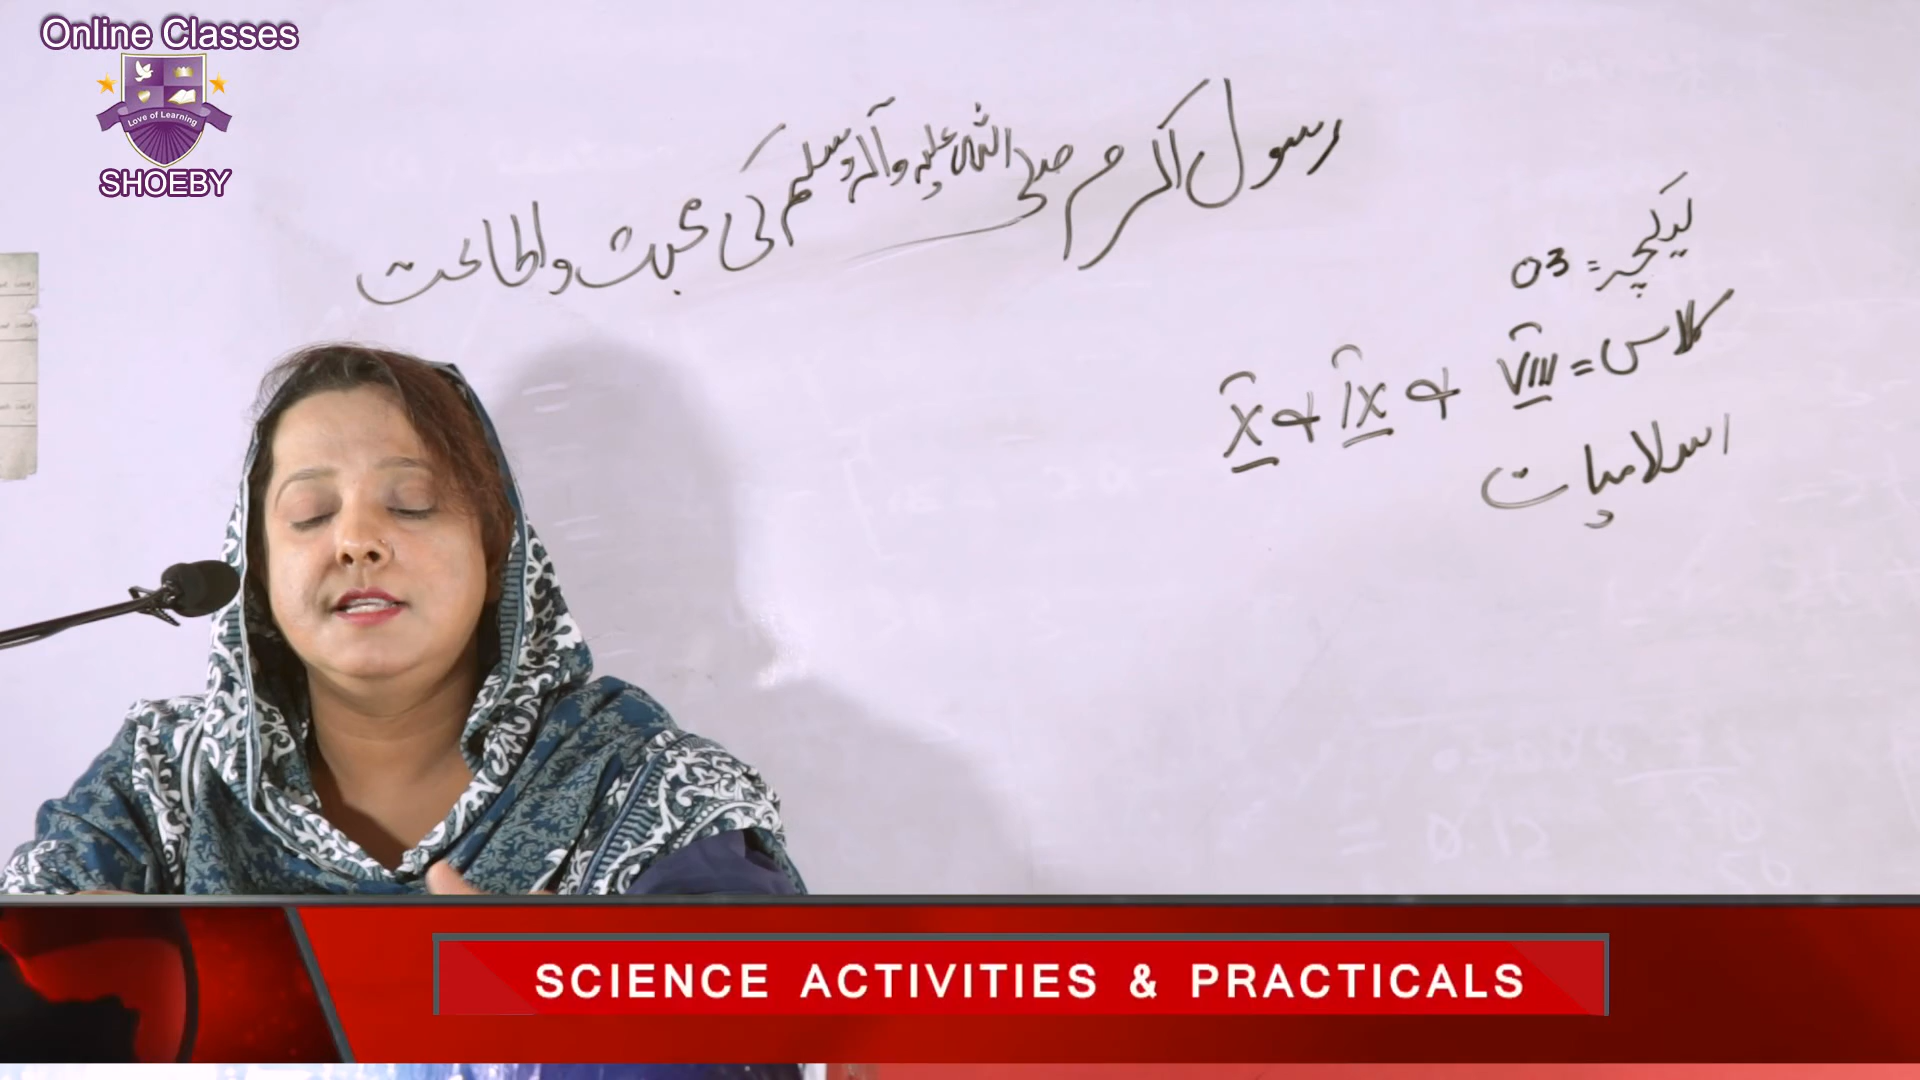 Online Classes
Love of Learning
SHOEBY
رسول اکرم صلی اللہ علیہ وآلہ وسلم کی محبت واطاعت
لیکچر = 03
کلاس = VIII & IX & X
اسلامیات
SCIENCE ACTIVITIES & PRACTICALS